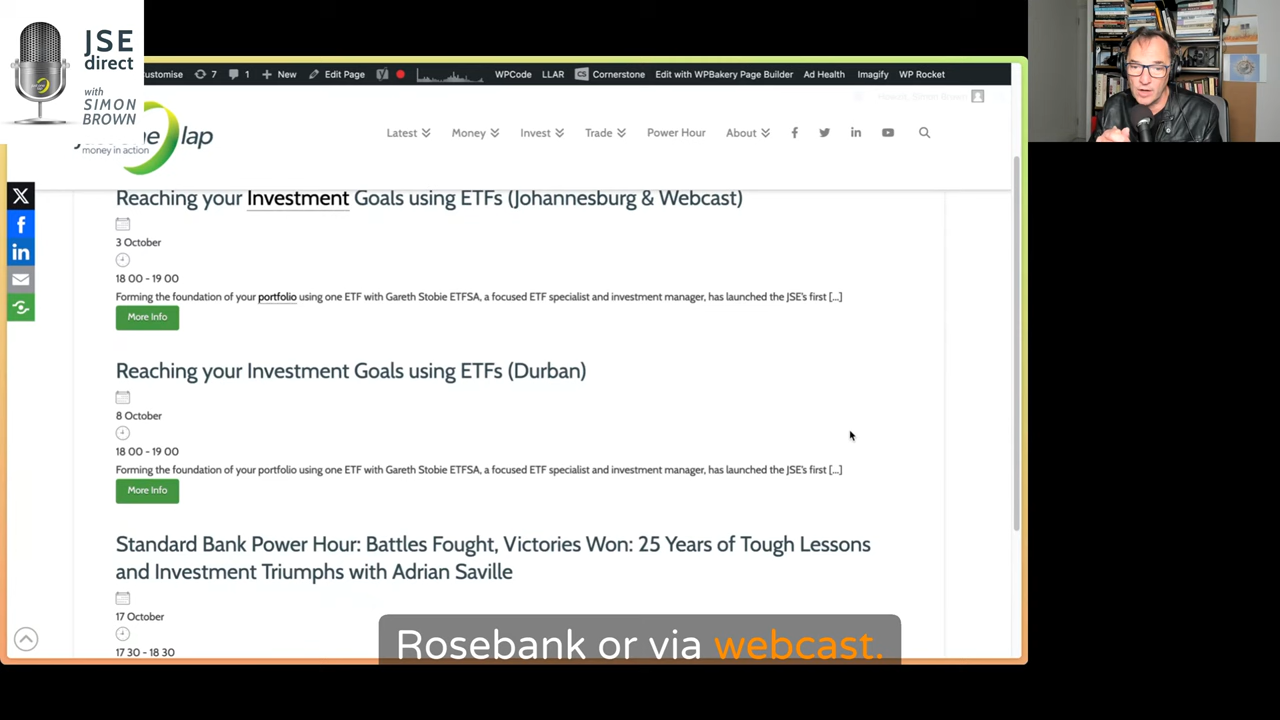 JSE
direct
with
SIMON
BROWN
ustomise
7
1
New
Edit Page
WPCode
LLAR
CS Cornerstone
Edit with WPBakery Page Builder
Ad Health
Imagify
WP Rocket
lap
money in action
Latest
Money
Invest
Trade
Power Hour
About
Reaching your Investment Goals using ETFs (Johannesburg & Webcast)
3 October
18 00 - 19 00
Forming the foundation of your portfolio using one ETF with Gareth Stobie ETFSA, a focused ETF specialist and investment manager, has launched the JSE's first [...]
More Info
Reaching your Investment Goals using ETFs (Durban)
8 October
18 00 - 19 00
Forming the foundation of your portfolio using one ETF with Gareth Stobie ETFSA, a focused ETF specialist and investment manager, has launched the JSE's first [...]
More Info
Standard Bank Power Hour: Battles Fought, Victories Won: 25 Years of Tough Lessons
and Investment Triumphs with Adrian Saville
17 October
17 30 - 18 30
Rosebank or via webcast.